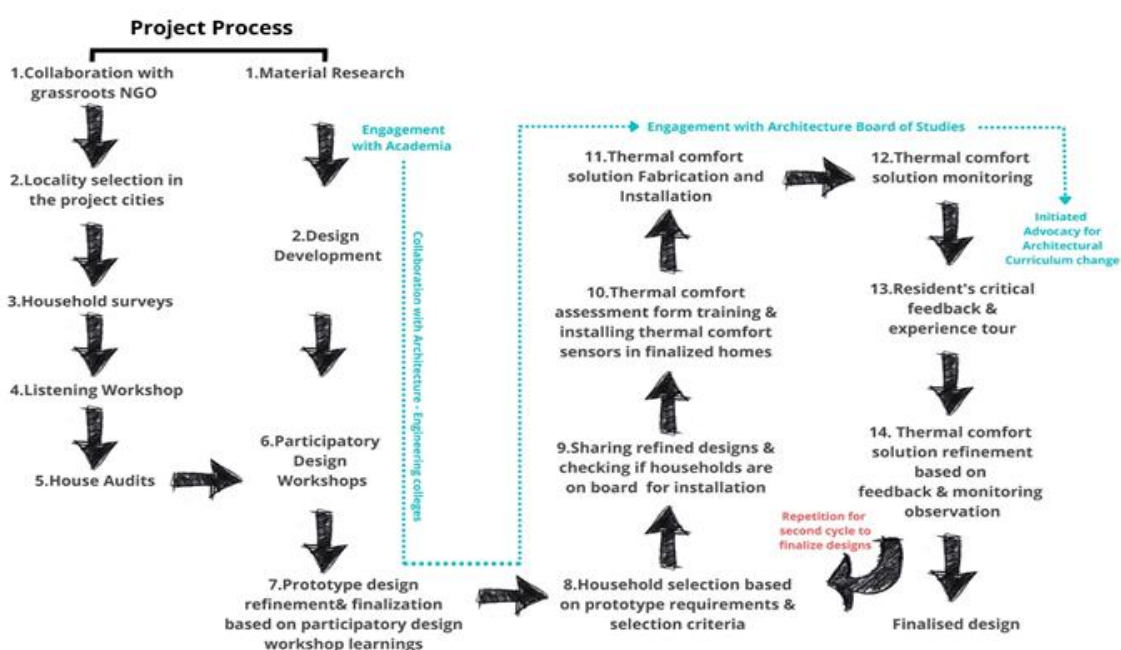 Project Process
1.Collaboration with
grassroots NGO
2.Locality selection in
the project cities
3.Household surveys
4.Listening Workshop
5.House Audits
1.Material Research
2.Design
Development
6.Participatory
Design
Workshops
7.Prototype design
refinement& finalization
based on participatory design
workshop learnings
Engagement
with Academia
Collaboration with Architecture - Engineering colleges
Engagement with Architecture Board of Studies
Initiated
Advocacy for
Architectural
Curriculum change
8.Household selection based
on prototype requirements &
selection criteria
9.Sharing refined designs &
checking if households are
on board for installation
10.Thermal comfort
assessment form training &
installing thermal comfort
sensors in finalized homes
11.Thermal comfort
solution Fabrication and
Installation
12.Thermal comfort
solution monitoring
13.Resident's critical
feedback &
experience tour
14. Thermal comfort
solution refinement
based on
feedback & monitoring
observation
Repetition for
second cycle to
finalize designs
Finalised design